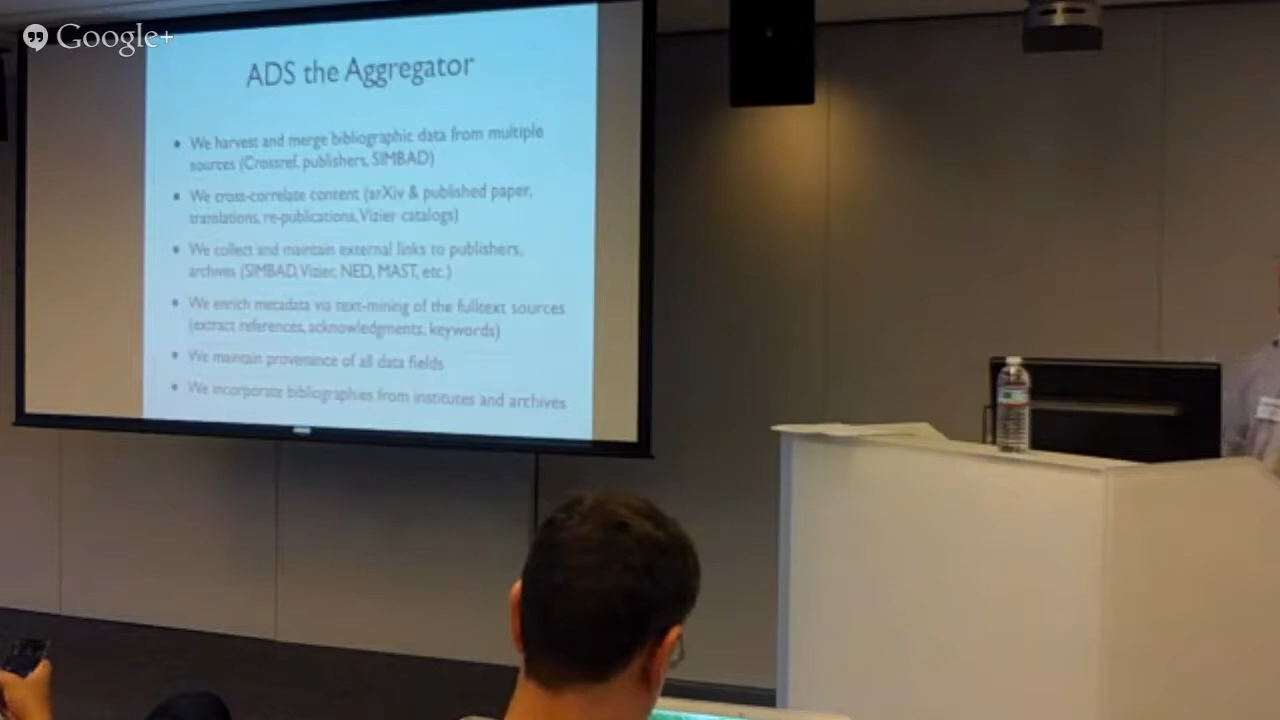 Google+
ADS the Aggregator
• We harvest and merge bibliographic data from multiple
sources (Crossref, publishers, SIMBAD)
• We cross-correlate content (arXiv & published paper,
translations, re-publications, Vizier catalogs)
• We collect and maintain external links to publishers,
archives (SIMBAD, Vizier, NED, MAST, etc.)
• We enrich metadata via text-mining of the fulltext sources
(extract references, acknowledgments, keywords)
• We maintain provenance of all data fields
• We incorporate bibliographies from institutes and archives